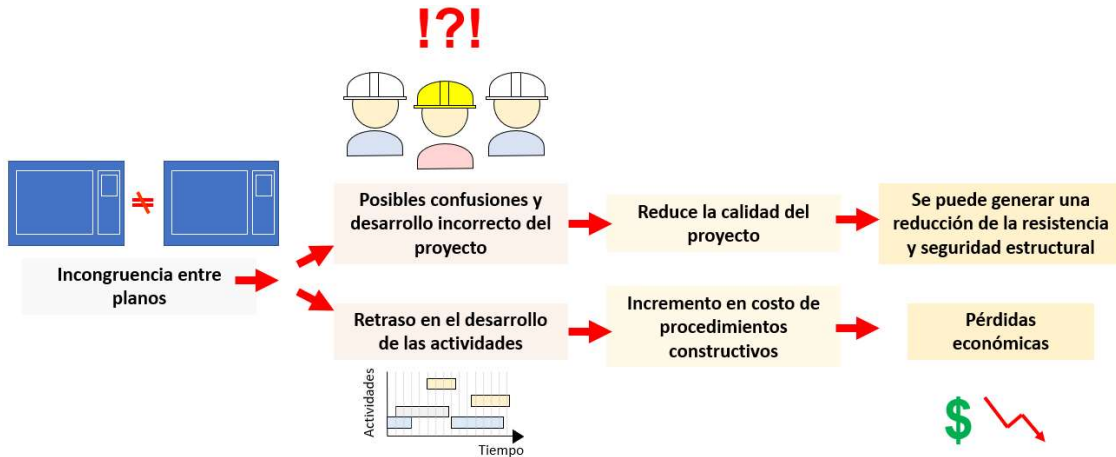 !?!
Incongruencia entre
planos
Posibles confusiones y
desarrollo incorrecto del
proyecto
Reduce la calidad del
proyecto
Se puede generar una
reducción de la resistencia
y seguridad estructural
Retraso en el desarrollo
de las actividades
Incremento en costo de
procedimientos
constructivos
Pérdidas
económicas
Actividades
Tiempo
$